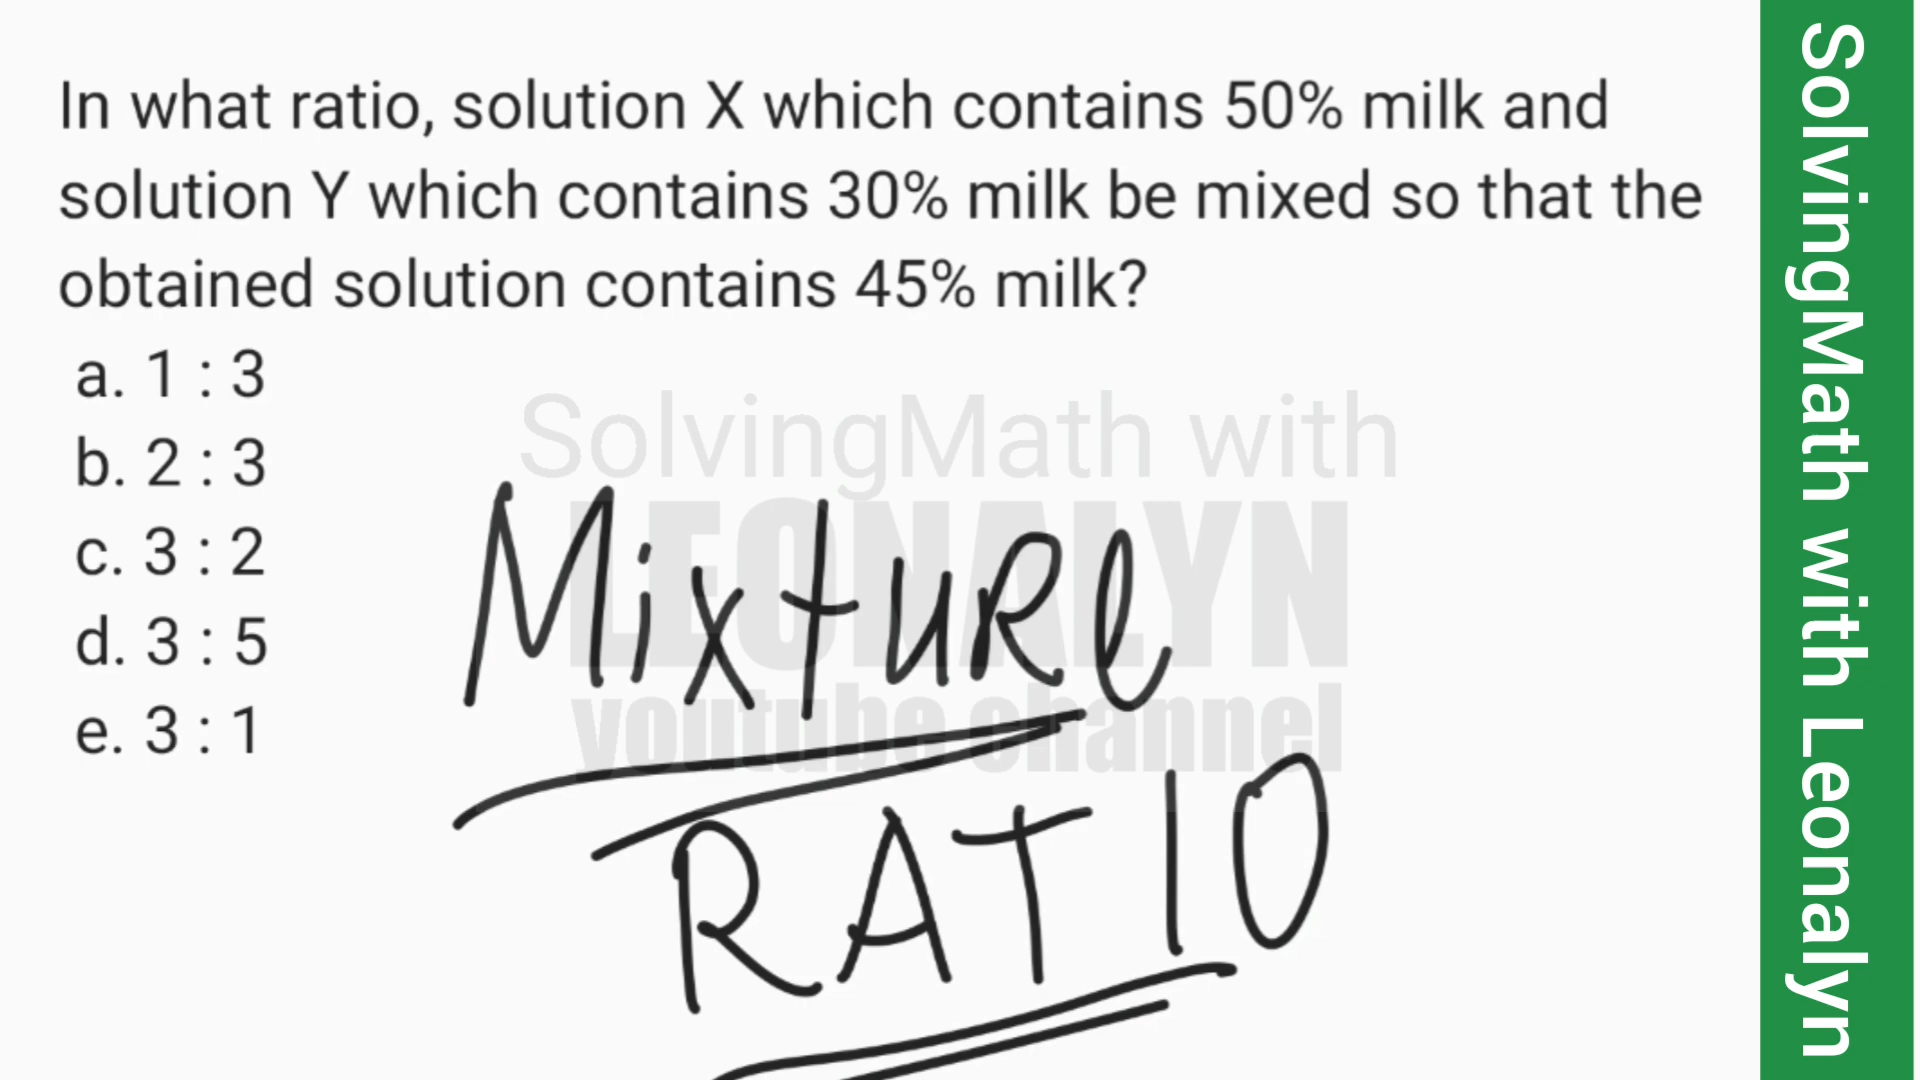 In what ratio, solution X which contains 50% milk and
solution Y which contains 30% milk be mixed so that the
obtained solution contains 45% milk?
a. 1 : 3
b. 2 : 3
c. 3 : 2
d. 3 : 5
e. 3 : 1
SolvingMath with
LEONALYN
youtube channel
MixtuRe
RATIO
SolvingMath with Leonalyn